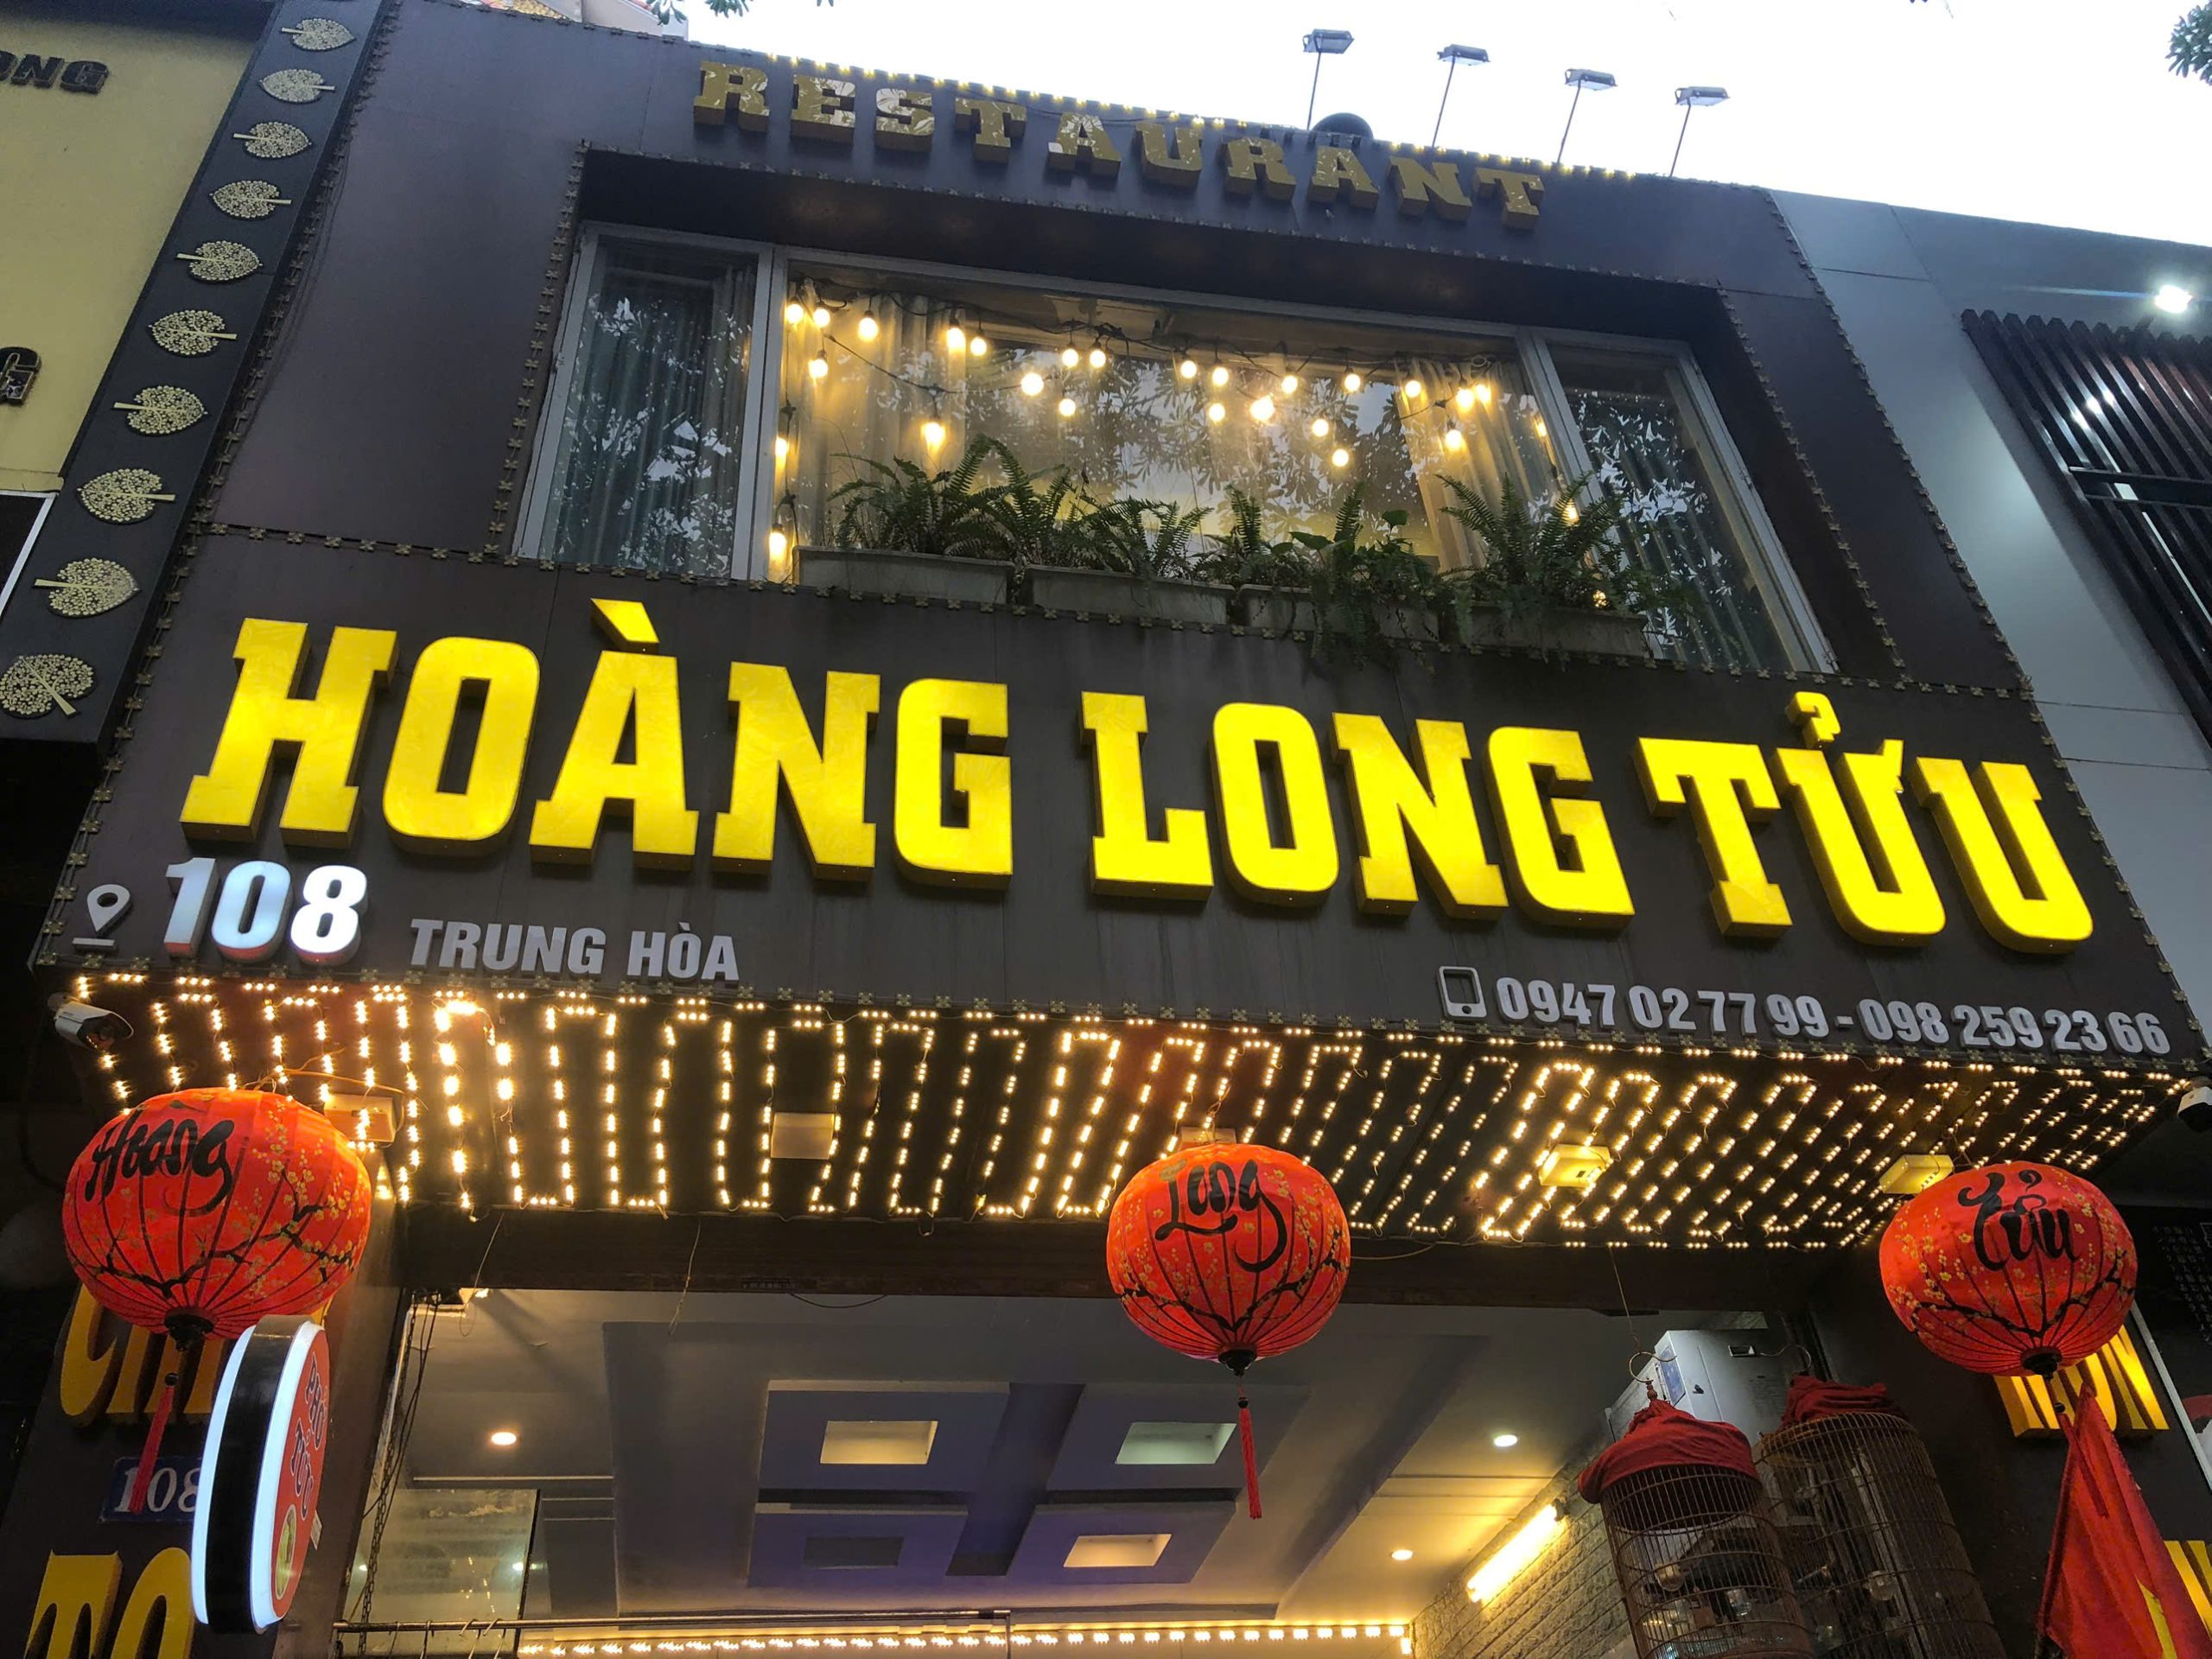 RESTAURANT
HOÀNG LONG TỬU
108 TRUNG HÒA
0947 02 77 99 - 098 259 23 66
Hoàng
Long
Tửu
108